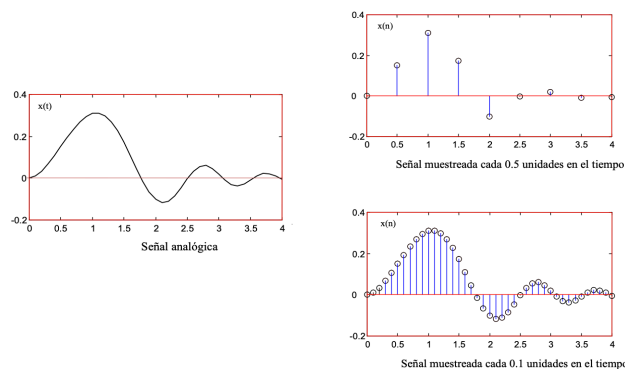 0.4
x(t)
0.2
0
-0.2
0 0.5 1 1.5 2 2.5 3 3.5 4
Señal analógica
0.4
x(n)
0.2
0
-0.2
0 0.5 1 1.5 2 2.5 3 3.5 4
Señal muestreada cada 0.5 unidades en el tiempo
0.4
x(n)
0.2
0
-0.2
0 0.5 1 1.5 2 2.5 3 3.5 4
Señal muestreada cada 0.1 unidades en el tiempo